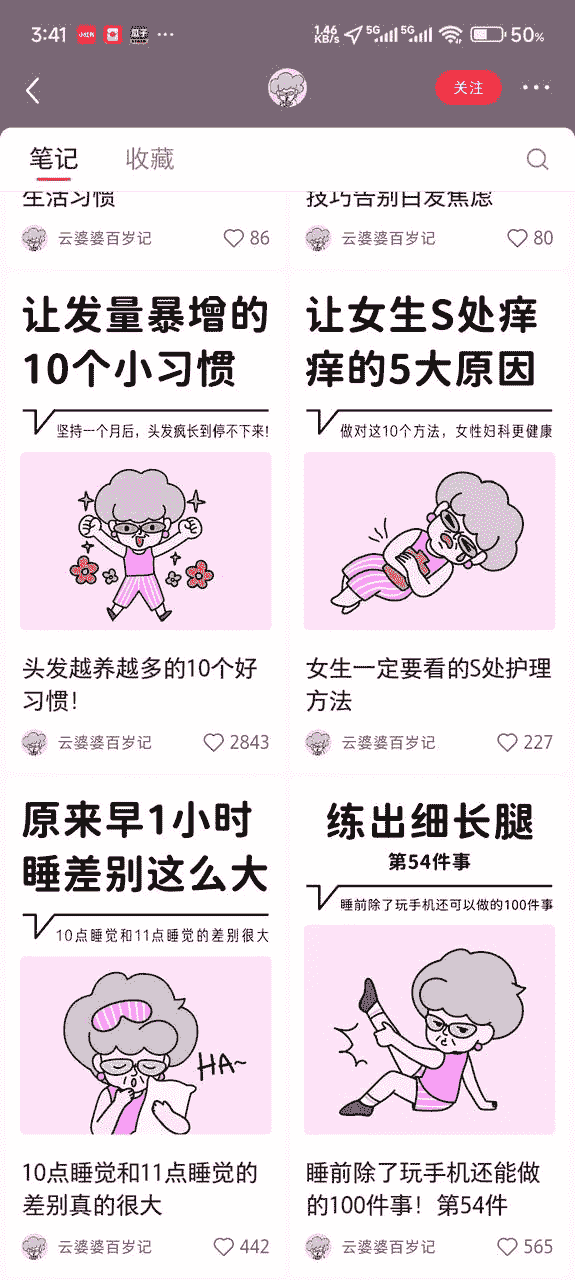 3:41
1.46
KB/s
5G
5G
50%
关注
笔记
收藏
生活习惯
技巧告别白发焦虑
云婆婆百岁记
86
云婆婆百岁记
80
让发量暴增的
10个小习惯
坚持一个月后，头发疯长到停不下来!
头发越养越多的10个好
习惯！
云婆婆百岁记
2843
让女生S处痒
痒的5大原因
做对这10个方法，女性妇科更健康
女生一定要看的S处护理
方法
云婆婆百岁记
227
原来早1小时
睡差别这么大
10点睡觉和11点睡觉的差别很大
HA~
10点睡觉和11点睡觉的
差别真的很大
云婆婆百岁记
442
练出细长腿
第54件事
睡前除了玩手机还可以做的100件事
睡前除了玩手机还能做
的100件事！第54件
云婆婆百岁记
565